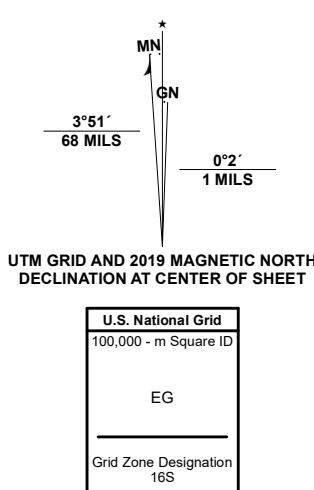 ★
MN
GN
3°51´
68 MILS
0°2´
1 MILS
UTM GRID AND 2019 MAGNETIC NORTH
DECLINATION AT CENTER OF SHEET
U.S. National Grid
100,000 - m Square ID
EG
Grid Zone Designation
16S